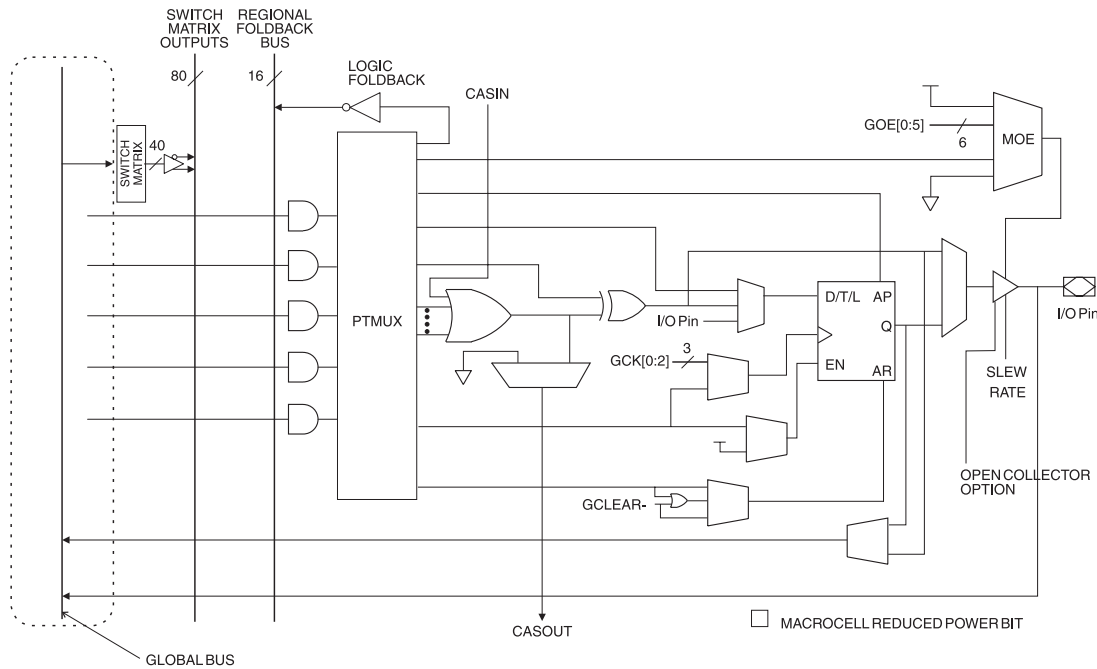 SWITCH
MATRIX
OUTPUTS
REGIONAL
FOLDBACK
BUS
80
16
LOGIC
FOLDBACK
CASIN
GOE[0:5]
6
MOE
SWITCH
MATRIX
40
PTMUX
D/T/L
AP
Q
EN
AR
I/O Pin
I/O Pin
3
GCK[0:2]
SLEW
RATE
OPEN COLLECTOR
OPTION
GCLEAR-
CASOUT
MACROCELL REDUCED POWER BIT
GLOBAL BUS